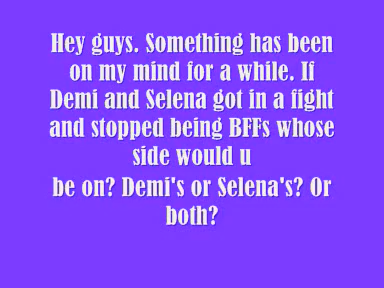 Hey guys. Something has been
on my mind for a while. If
Demi and Selena got in a fight
and stopped being BFFs whose
side would u
be on? Demi's or Selena's? Or
both?